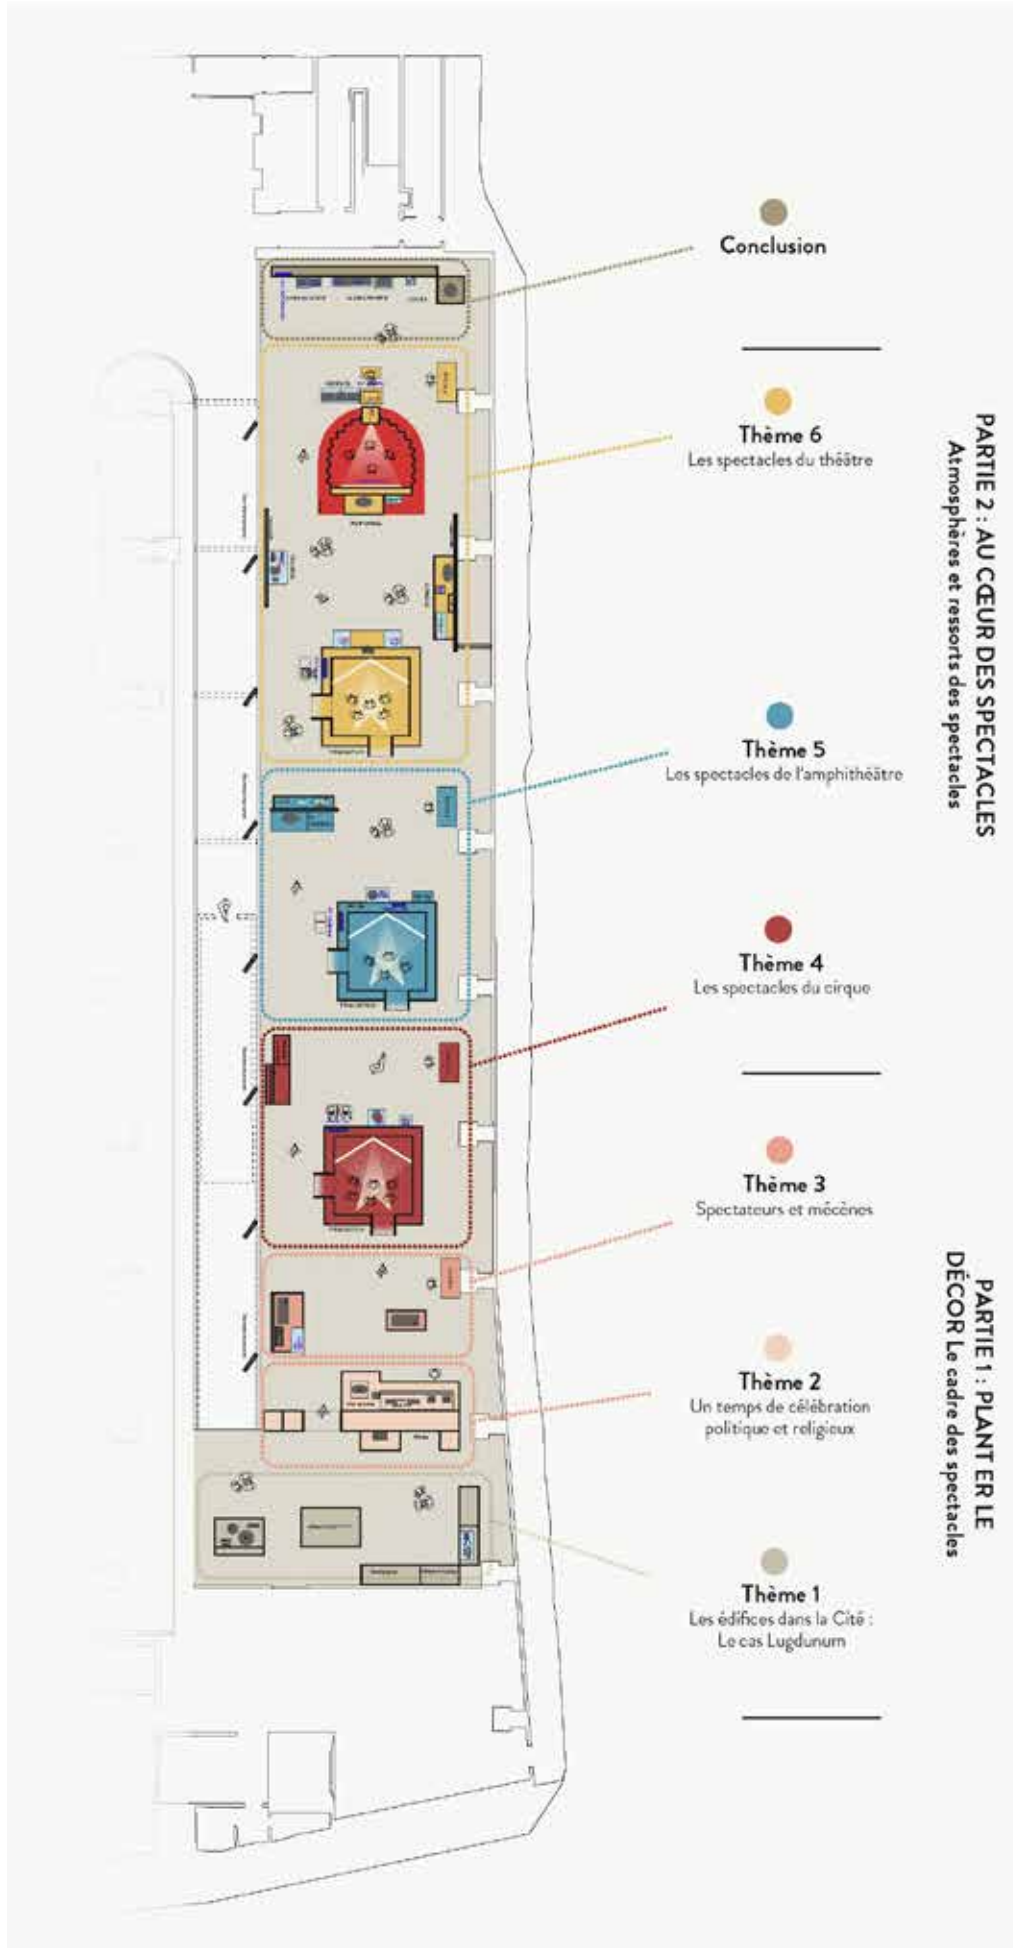 Conclusion
PARTIE 2 : AU CŒUR DES SPECTACLES
Atmosphères et ressorts des spectacles
Thème 6
Les spectacles du théâtre
Thème 5
Les spectacles de l'amphithéâtre
Thème 4
Les spectacles du cirque
PARTIE 1 : PLANT ER LE
DÉCOR Le cadre des spectacles
Thème 3
Spectateurs et mécènes
Thème 2
Un temps de célébration
politique et religieux
Thème 1
Les édifices dans la Cité :
Le cas Lugdunum